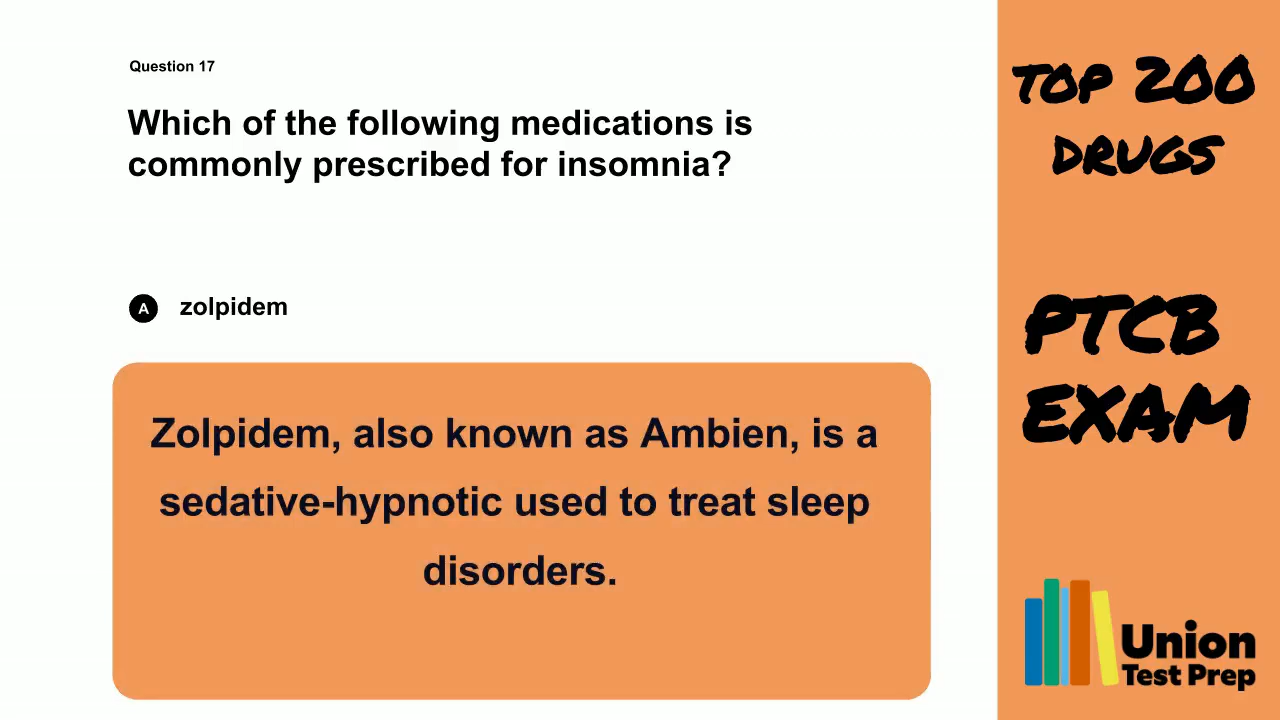 Question 17
Which of the following medications is
commonly prescribed for insomnia?
A zolpidem
Zolpidem, also known as Ambien, is a
sedative-hypnotic used to treat sleep
disorders.
TOP 200
DRUGS
PTCB
EXAM
Union
Test Prep